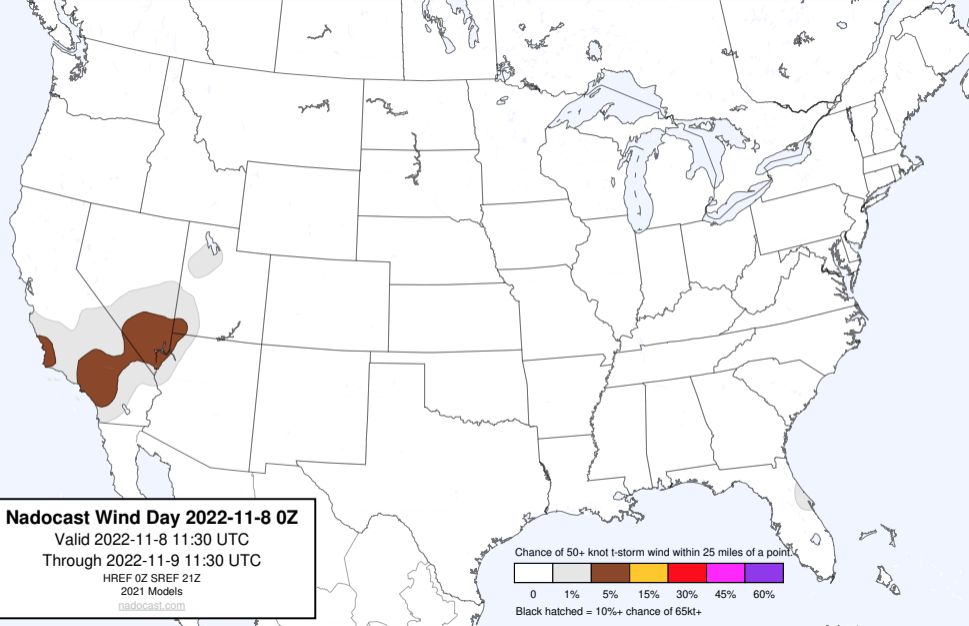 Nadocast Wind Day 2022-11-8 0Z
Valid 2022-11-8 11:30 UTC
Through 2022-11-9 11:30 UTC
HREF 0Z SREF 21Z
2021 Models
nadocast.com
Chance of 50+ knot t-storm wind within 25 miles of a point.
0 1% 5% 15% 30% 45% 60%
Black hatched = 10%+ chance of 65kt+